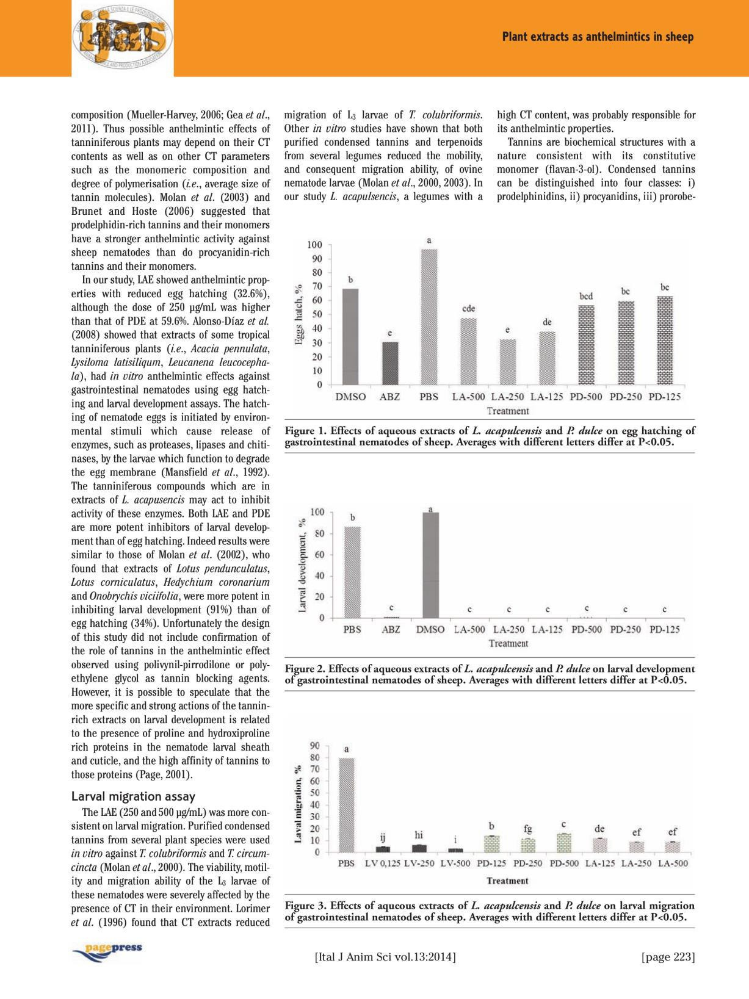 ijas
Plant extracts as anthelmintics in sheep
composition (Mueller-Harvey, 2006; Gea et al.,
2011). Thus possible anthelmintic effects of
tanniniferous plants may depend on their CT
contents as well as on other CT parameters
such as the monomeric composition and
degree of polymerisation (i.e., average size of
tannin molecules). Molan et al. (2003) and
Brunet and Hoste (2006) suggested that
prodelphidin-rich tannins and their monomers
have a stronger anthelmintic activity against
sheep nematodes than do procyanidin-rich
tannins and their monomers.
In our study, LAE showed anthelmintic prop-
erties with reduced egg hatching (32.6%),
although the dose of 250 µg/mL was higher
than that of PDE at 59.6%. Alonso-Díaz et al.
(2008) showed that extracts of some tropical
tanniniferous plants (i.e., Acacia pennulata,
Lysiloma latisiliqum, Leucanena leucocepha-
la), had in vitro anthelmintic effects against
gastrointestinal nematodes using egg hatch-
ing and larval development assays. The hatch-
ing of nematode eggs is initiated by environ-
mental stimuli which cause release of
enzymes, such as proteases, lipases and chiti-
nases, by the larvae which function to degrade
the egg membrane (Mansfield et al., 1992).
The tanniniferous compounds which are in
extracts of L. acapusencis may act to inhibit
activity of these enzymes. Both LAE and PDE
are more potent inhibitors of larval develop-
ment than of egg hatching. Indeed results were
similar to those of Molan et al. (2002), who
found that extracts of Lotus pendunculatus,
Lotus corniculatus, Hedychium coronarium
and Onobrychis viciifolia, were more potent in
inhibiting larval development (91%) than of
egg hatching (34%). Unfortunately the design
of this study did not include confirmation of
the role of tannins in the anthelmintic effect
observed using polivynil-pirrodilone or poly-
ethylene glycol as tannin blocking agents.
However, it is possible to speculate that the
more specific and strong actions of the tannin-
rich extracts on larval development is related
to the presence of proline and hydroxiproline
rich proteins in the nematode larval sheath
and cuticle, and the high affinity of tannins to
those proteins (Page, 2001).
Larval migration assay
The LAE (250 and 500 µg/mL) was more con-
sistent on larval migration. Purified condensed
tannins from several plant species were used
in vitro against T. colubriformis and T. circum-
cincta (Molan et al., 2000). The viability, motil-
ity and migration ability of the L3 larvae of
these nematodes were severely affected by the
presence of CT in their environment. Lorimer
et al. (1996) found that CT extracts reduced
migration of L3 larvae of T. colubriformis.
Other in vitro studies have shown that both
purified condensed tannins and terpenoids
from several legumes reduced the mobility,
and consequent migration ability, of ovine
nematode larvae (Molan et al., 2000, 2003). In
our study L. acapulsencis, a legumes with a
high CT content, was probably responsible for
its anthelmintic properties.
Tannins are biochemical structures with a
nature consistent with its constitutive
monomer (flavan-3-ol). Condensed tannins
can be distinguished into four classes: i)
prodelphinidins, ii) procyanidins, iii) prorobe-
Eggs hatch, %
100
90
80
70
60
50
40
30
20
10
0
b
e
a
cde
e
de
bcd
bc
bc
DMSO ABZ PBS LA-500 LA-250 LA-125 PD-500 PD-250 PD-125
Treatment
Figure 1. Effects of aqueous extracts of L. acapulcensis and P. dulce on egg hatching of
gastrointestinal nematodes of sheep. Averages with different letters differ at P<0.05.
Larval development, %
100
80
60
40
20
0
b
c
a
c
c
c
c
c
c
PBS ABZ DMSO LA-500 LA-250 LA-125 PD-500 PD-250 PD-125
Treatment
Figure 2. Effects of aqueous extracts of L. acapulcensis and P. dulce on larval development
of gastrointestinal nematodes of sheep. Averages with different letters differ at P<0.05.
Laval migration, %
90
80
70
60
50
40
30
20
10
0
a
ij
hi
i
b
fg
c
de
ef
ef
PBS LV 0,125 LV-250 LV-500 PD-125 PD-250 PD-500 LA-125 LA-250 LA-500
Treatment
Figure 3. Effects of aqueous extracts of L. acapulcensis and P. dulce on larval migration
of gastrointestinal nematodes of sheep. Averages with different letters differ at P<0.05.
pagepress
[Ital J Anim Sci vol.13:2014]
[page 223]